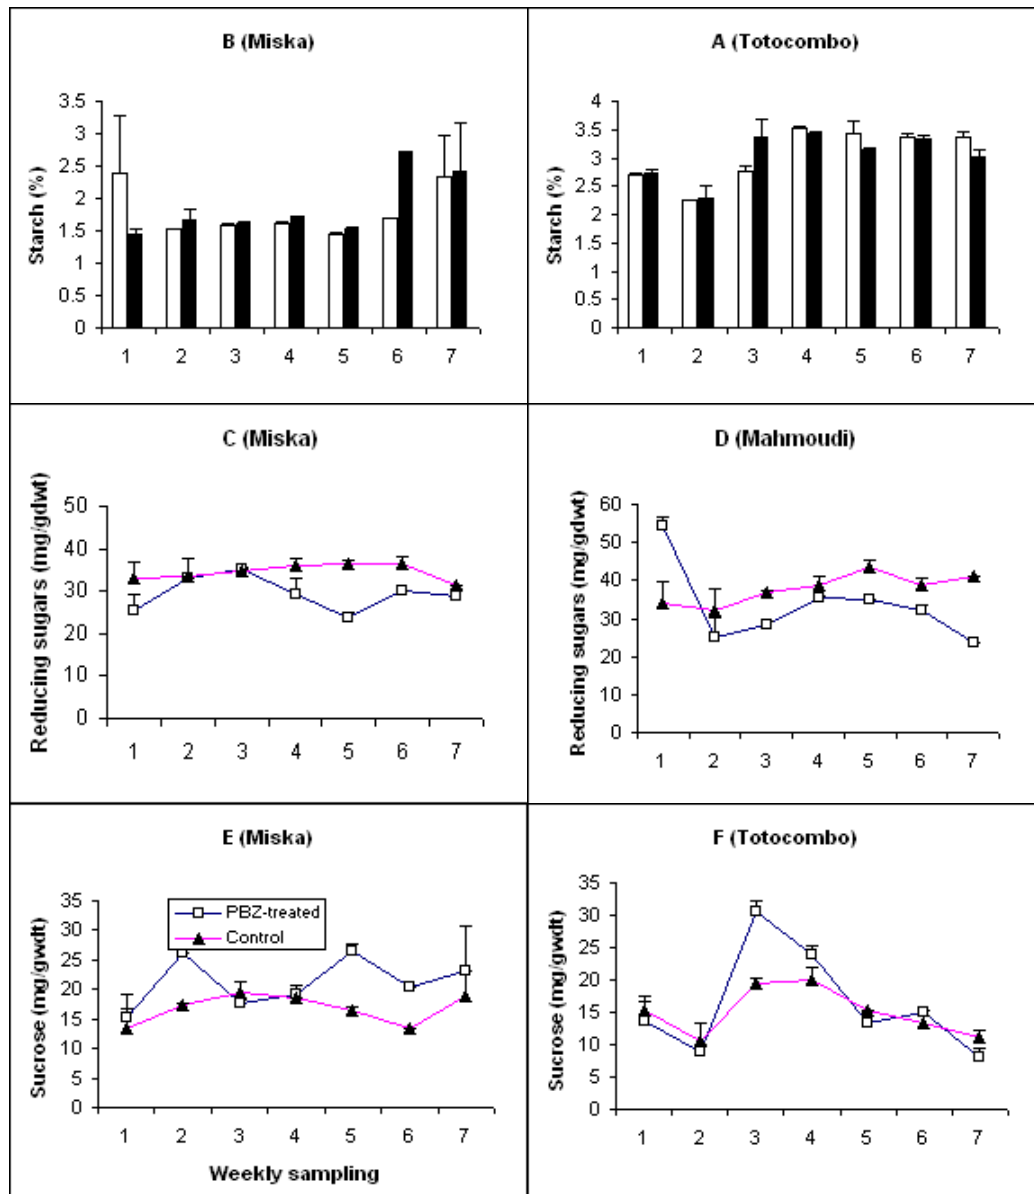 B (Miska)
Starch (%)
3.5
3
2.5
2
1.5
1
0.5
0
1 2 3 4 5 6 7
A (Totocombo)
Starch (%)
4
3.5
3
2.5
2
1.5
1
0.5
0
1 2 3 4 5 6 7
C (Miska)
Reducing sugars (mg/gdwt)
50
40
30
20
10
0
1 2 3 4 5 6 7
D (Mahmoudi)
Reducing sugars (mg/gdwt)
60
50
40
30
20
10
0
1 2 3 4 5 6 7
E (Miska)
Sucrose (mg/gwdt)
35
30
25
20
15
10
5
0
PBZ-treated
Control
1 2 3 4 5 6 7
Weekly sampling
F (Totocombo)
Sucrose (mg/gwdt)
35
30
25
20
15
10
5
0
1 2 3 4 5 6 7